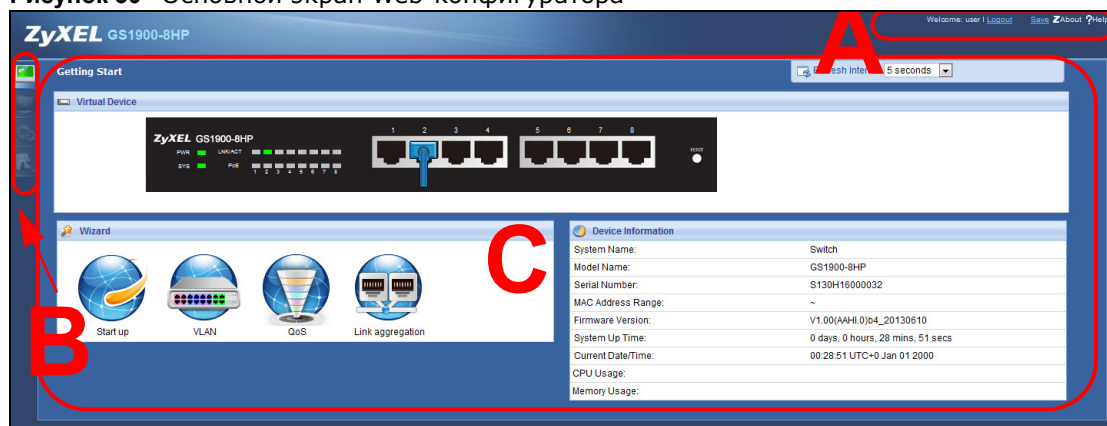 Основной экран Web-конфигуратора
ZyXEL GS1900-8HP
Welcome: user | Logout Save ZAbout ?Help
A
Getting Start
5 seconds
Virtual Device
ZyXEL GS1900-8HP
PWR LNK/ACT
SYS PoE
1 2 3 4 5 6 7 8
1 2 3 4 5 6 7 8
RESET
Wizard
Start up
VLAN
QoS
Link aggregation
B
C
Device Information
System Name: Switch
Model Name: GS1900-8HP
Serial Number: S130H16000032
MAC Address Range: ~
Firmware Version: V1.00(AAHI.0)b4_20130610
System Up Time: 0 days, 0 hours, 28 mins, 51 secs
Current Date/Time: 00:28:51 UTC+0 Jan 01 2000
CPU Usage:
Memory Usage: